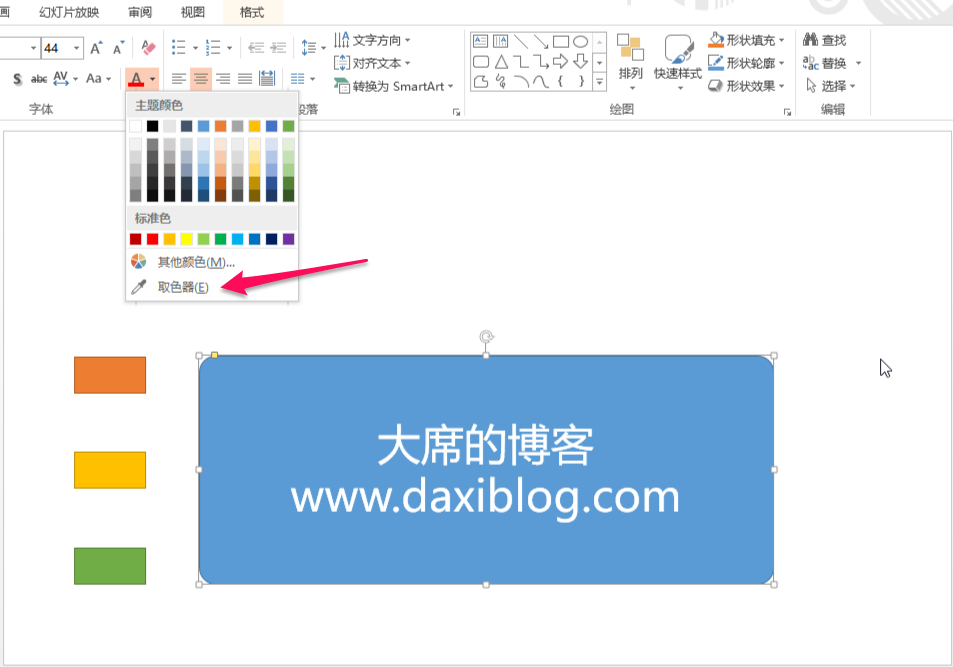 画 幻灯片放映 审阅 视图 格式
44 A A 文字方向 形状填充 查找
S abc AV Aa A 对齐文本 排列 快速样式 形状轮廓 替换
转换为 SmartArt 形状效果 选择
字体 段落 绘图 编辑
主题颜色
标准色
其他颜色(M)...
取色器(E)
大席的博客
www.daxiblog.com